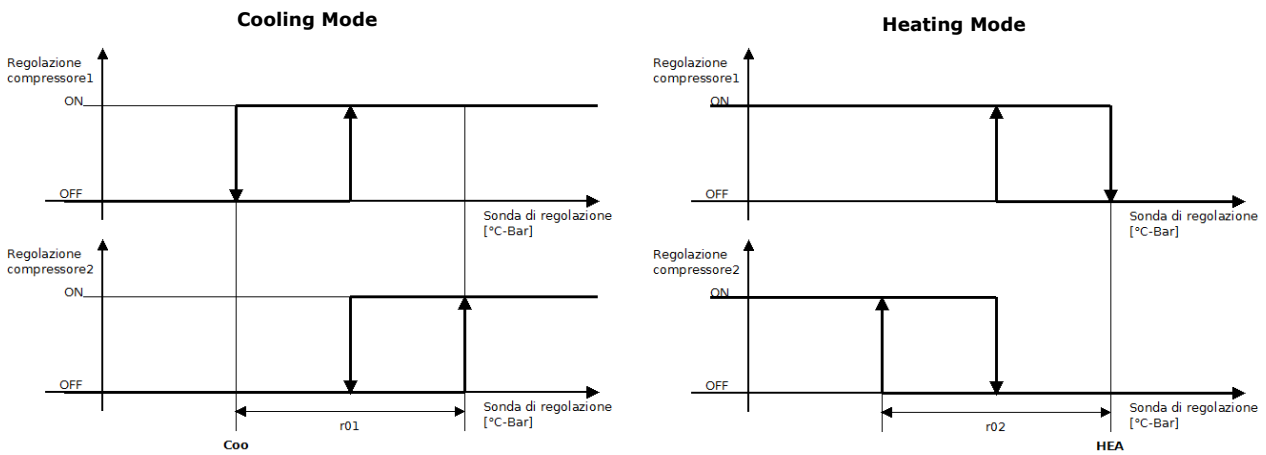 Cooling Mode
Regolazione
compressore1
ON
OFF
Sonda di regolazione
[°C-Bar]
Regolazione
compressore2
ON
OFF
Sonda di regolazione
[°C-Bar]
r01
Coo
Heating Mode
Regolazione
compressore1
ON
OFF
Sonda di regolazione
[°C-Bar]
Regolazione
compressore2
ON
OFF
Sonda di regolazione
[°C-Bar]
r02
HEA